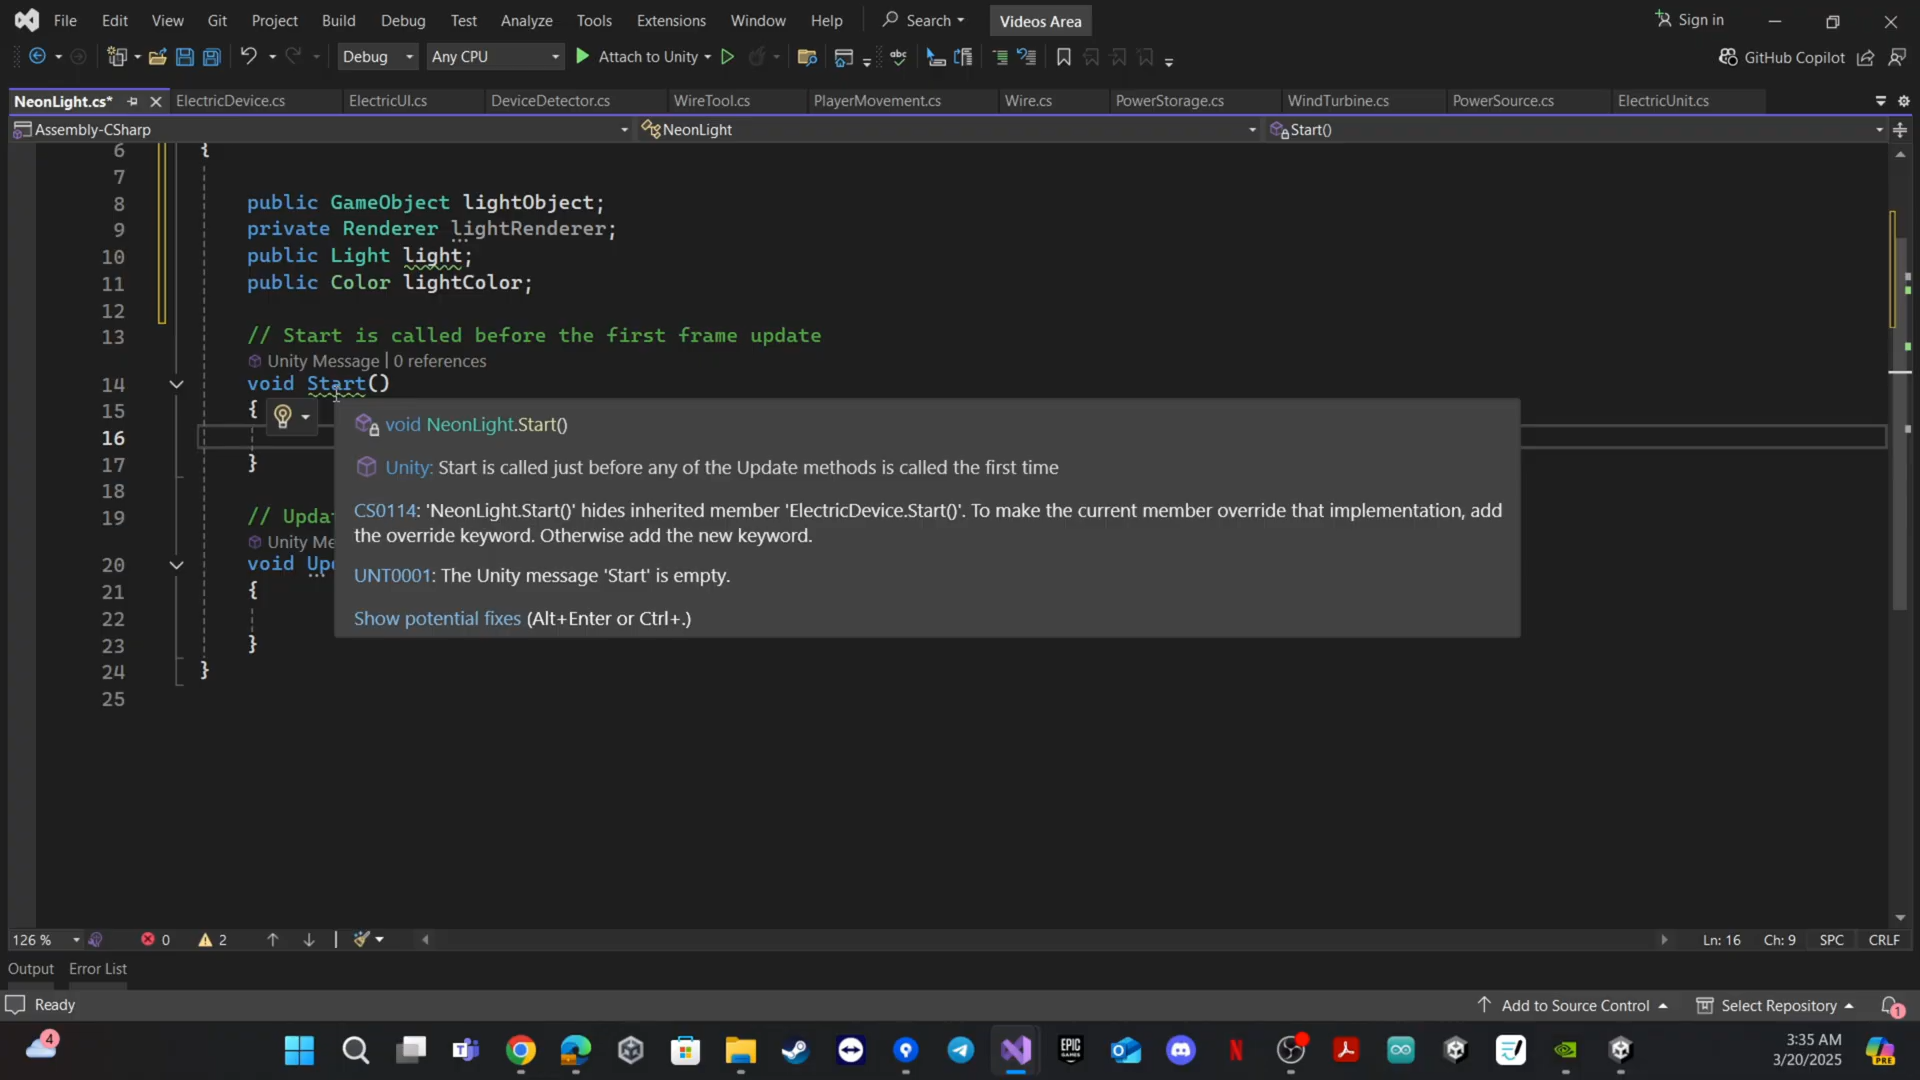 File Edit View Git Project Build Debug Test Analyze Tools Extensions Window Help Search Videos Area Sign in
Debug Any CPU Attach to Unity GitHub Copilot
NeonLight.cs* ElectricDevice.cs ElectricUI.cs DeviceDetector.cs WireTool.cs PlayerMovement.cs Wire.cs PowerStorage.cs WindTurbine.cs PowerSource.cs ElectricUnit.cs
Assembly-CSharp NeonLight Start()
6 {
7
8 public GameObject lightObject;
9 private Renderer lightRenderer;
10 public Light light;
11 public Color lightColor;
12
13 // Start is called before the first frame update
Unity Message | 0 references
14 void Start()
15 {
16
17 }
18
19 // Upda
Unity Me
20 void Up
21 {
22
23 }
24 }
25
void NeonLight.Start()
Unity: Start is called just before any of the Update methods is called the first time
CS0114: 'NeonLight.Start()' hides inherited member 'ElectricDevice.Start()'. To make the current member override that implementation, add
the override keyword. Otherwise add the new keyword.
UNT0001: The Unity message 'Start' is empty.
Show potential fixes (Alt+Enter or Ctrl+.)
126 % 0 2 Ln: 16 Ch: 9 SPC CRLF
Output Error List
Ready Add to Source Control Select Repository 1
4 3:35 AM
3/20/2025